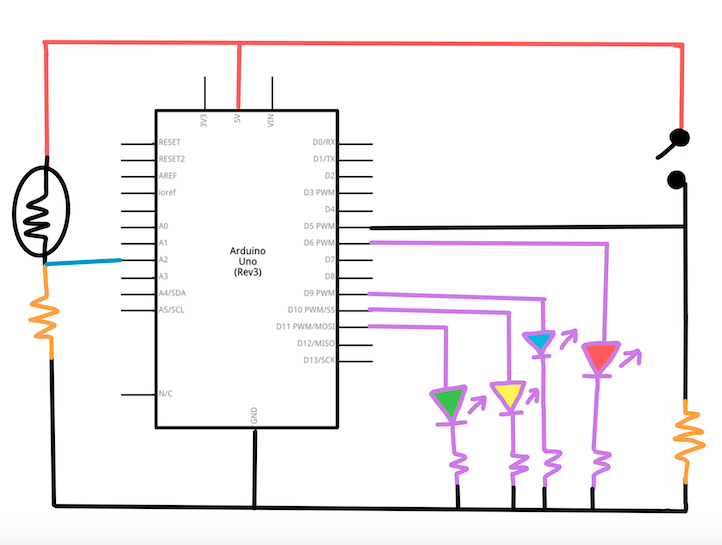 3V3
5V
VIN
RESET
RESET2
AREF
ioref
A0
A1
A2
A3
A4/SDA
A5/SCL
N/C
Arduino
Uno
(Rev3)
D0/RX
D1/TX
D2
D3 PWM
D4
D5 PWM
D6 PWM
D7
D8
D9 PWM
D10 PWM/SS
D11 PWM/MOSI
D12/MISO
D13/SCK
GND